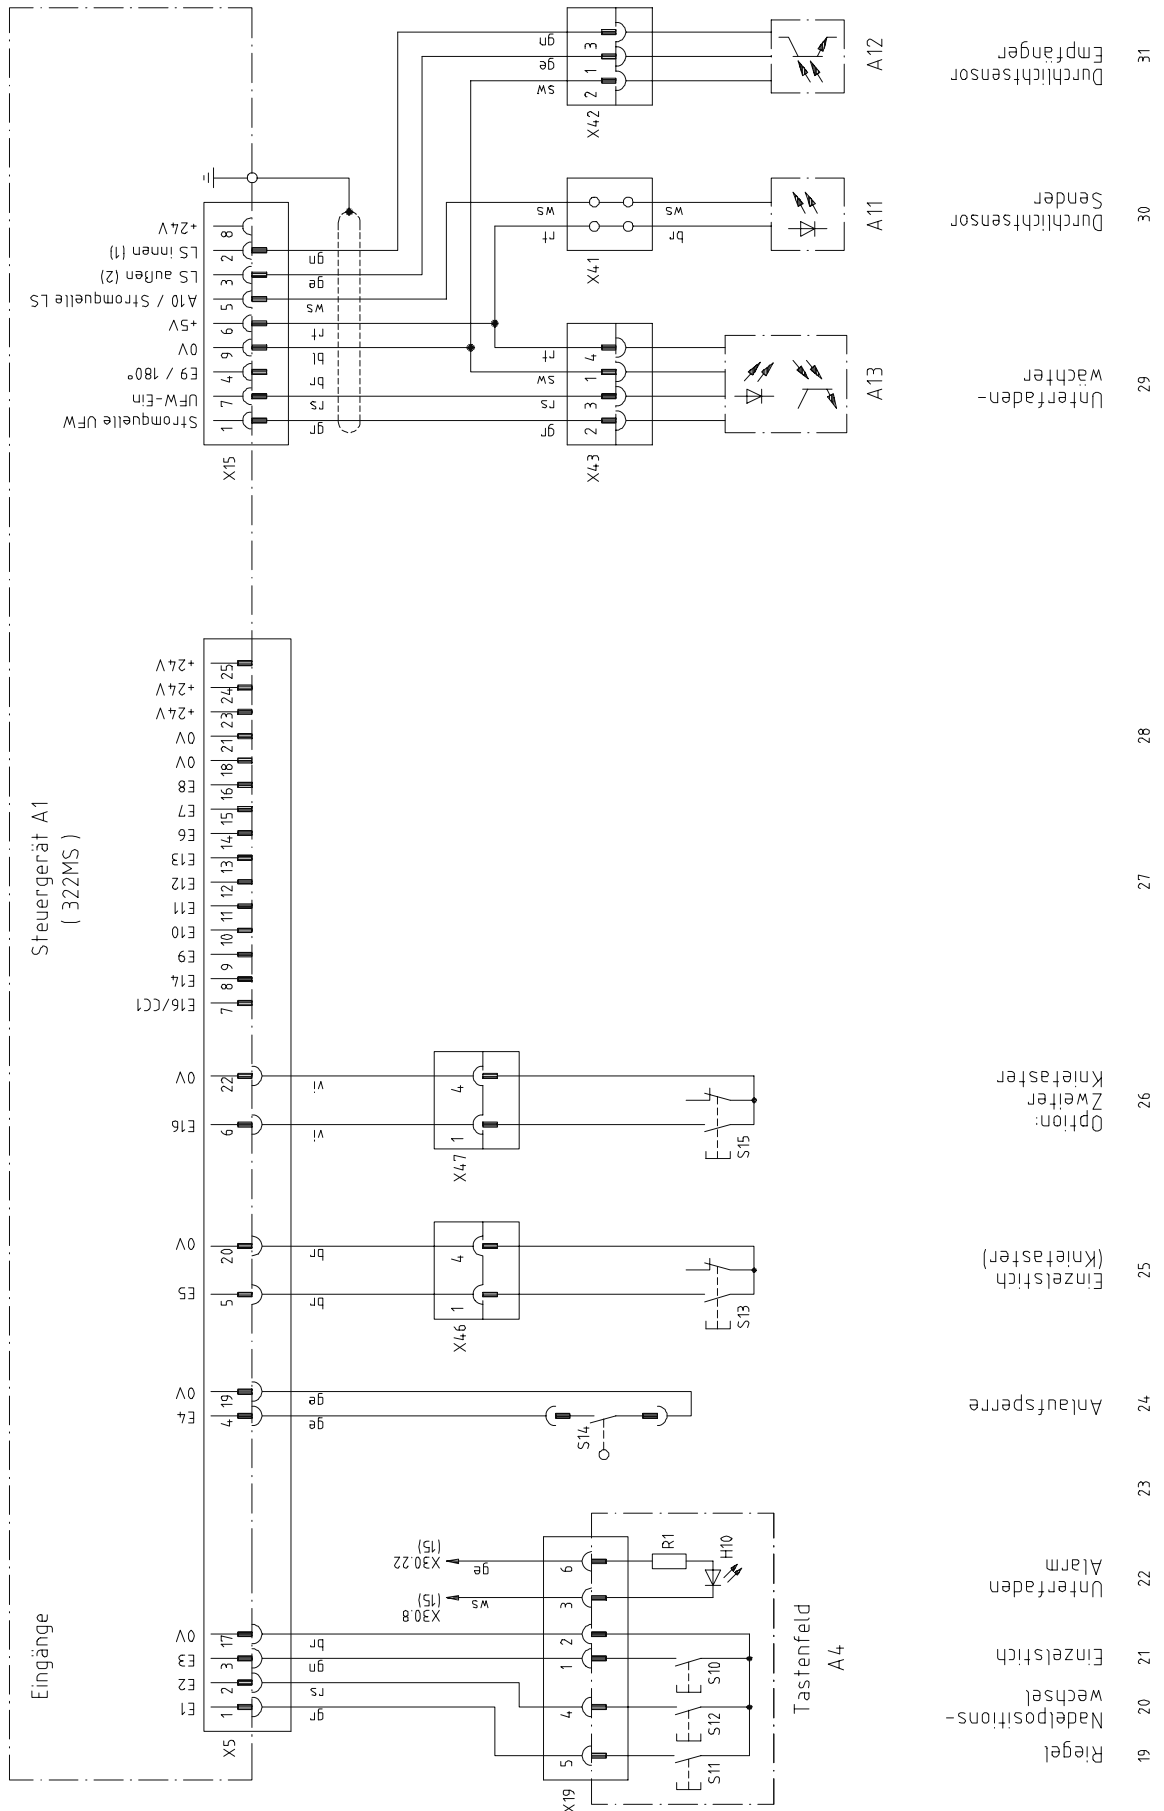 Steuergerät A1
( 322MS )
Eingänge
X5
1
E1
gr
2
E2
rs
3
E3
gn
17
0V
br
4
E4
ge
19
0V
ge
5
E5
br
20
0V
br
6
E16
vi
22
0V
vi
7
E16/CC1
8
E14
9
E9
10
E10
11
E11
12
E12
13
E13
14
E6
15
E7
16
E8
18
0V
21
0V
23
+24V
24
+24V
25
+24V
X15
1
Stromquelle UFW
gr
7
UFW-Ein
rs
4
E9 / 180°
br
9
0V
bl
6
+5V
rt
5
A10 / Stromquelle LS
ws
3
LS außen (2)
ge
2
LS innen (1)
gn
8
+24V
X19
5
4
1
2
3
6
ws
X30.8
(15)
ge
X30.22
(15)
S11
S12
S10
R1
H10
Tastenfeld
A4
S14
X46
1
4
S13
X47
1
4
S15
X43
2
gr
3
rs
1
sw
4
rt
A13
X41
rt
ws
br
ws
A11
X42
2
sw
1
ge
3
gn
A12
19
Riegel
20
Nadelpositions-
wechsel
21
Einzelstich
22
Unterfaden
Alarm
23
24
Anlaufsperre
25
Einzelstich
(Knietaster)
26
Option:
Zweiter
Knietaster
27
28
29
Unterfaden-
wächter
30
Durchlichtsensor
Sender
31
Durchlichtsensor
Empfänger